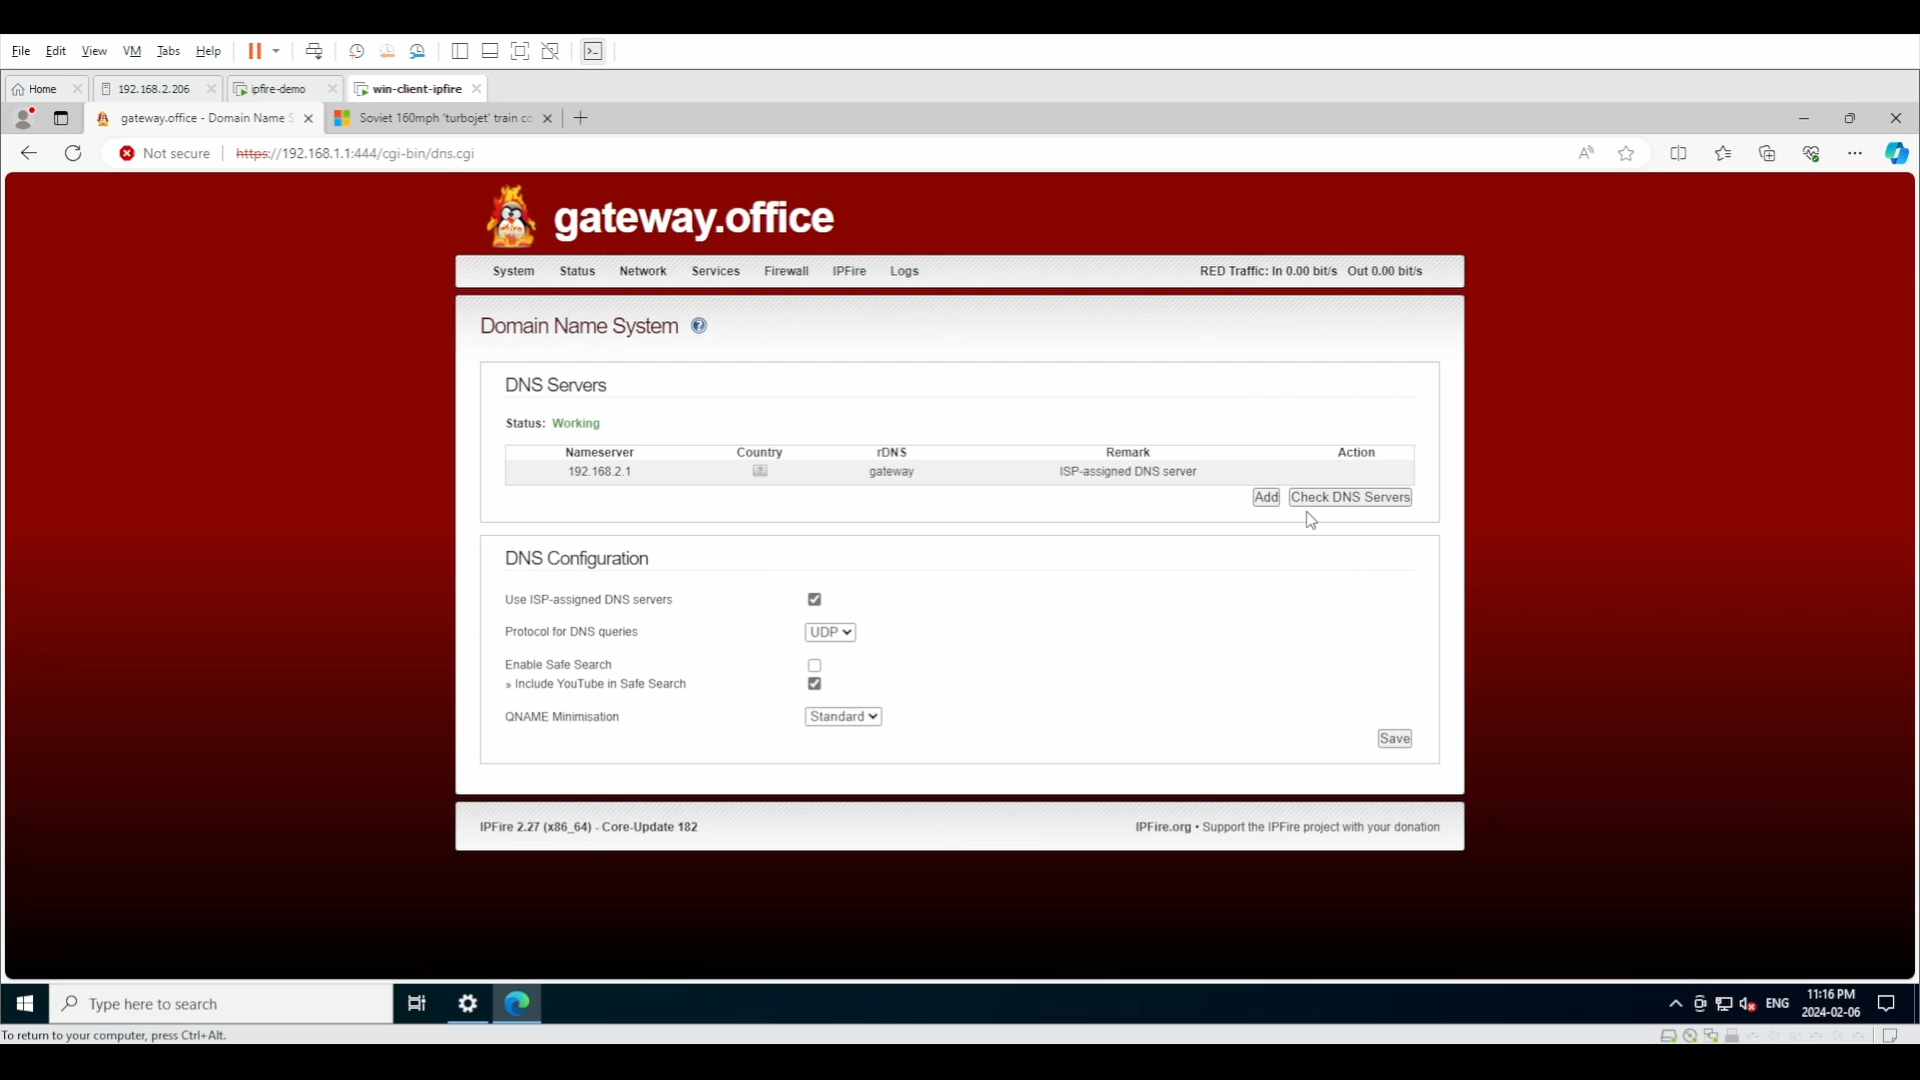 File Edit View VM Tabs Help
Home 192.168.2.206 ipfire-demo win-client-ipfire
gateway.office - Domain Name S Soviet 160mph 'turbojet' train co
Not secure https://192.168.1.1:444/cgi-bin/dns.cgi
gateway.office
System Status Network Services Firewall IPFire Logs RED Traffic: In 0.00 bit/s Out 0.00 bit/s
Domain Name System
DNS Servers
Status: Working
Nameserver Country rDNS Remark Action
192.168.2.1 gateway ISP-assigned DNS server
Add Check DNS Servers
DNS Configuration
Use ISP-assigned DNS servers
Protocol for DNS queries UDP
Enable Safe Search
» Include YouTube in Safe Search
QNAME Minimisation Standard
Save
IPFire 2.27 (x86_64) - Core-Update 182 IPFire.org • Support the IPFire project with your donation
Type here to search ENG 11:16 PM
2024-02-06
To return to your computer, press Ctrl+Alt.